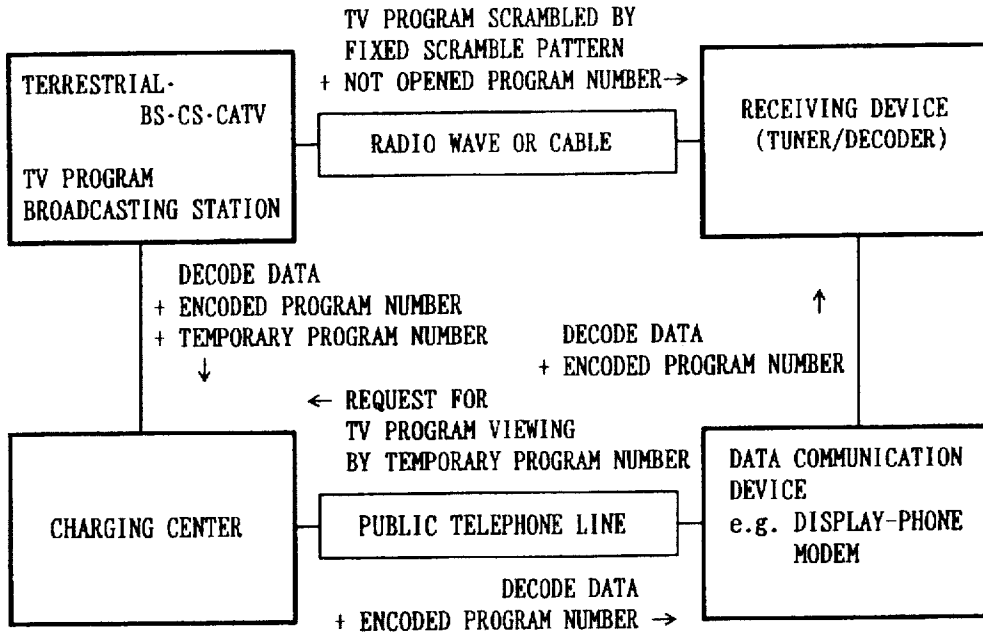 TV PROGRAM SCRAMBLED BY
FIXED SCRAMBLE PATTERN
+ NOT OPENED PROGRAM NUMBER→
TERRESTRIAL·
BS·CS·CATV
TV PROGRAM
BROADCASTING STATION
RADIO WAVE OR CABLE
RECEIVING DEVICE
(TUNER/DECODER)
DECODE DATA
+ ENCODED PROGRAM NUMBER
+ TEMPORARY PROGRAM NUMBER
↓
↑
DECODE DATA
+ ENCODED PROGRAM NUMBER
← REQUEST FOR
TV PROGRAM VIEWING
BY TEMPORARY PROGRAM NUMBER
CHARGING CENTER
PUBLIC TELEPHONE LINE
DATA COMMUNICATION
DEVICE
e.g. DISPLAY-PHONE
MODEM
DECODE DATA
+ ENCODED PROGRAM NUMBER →